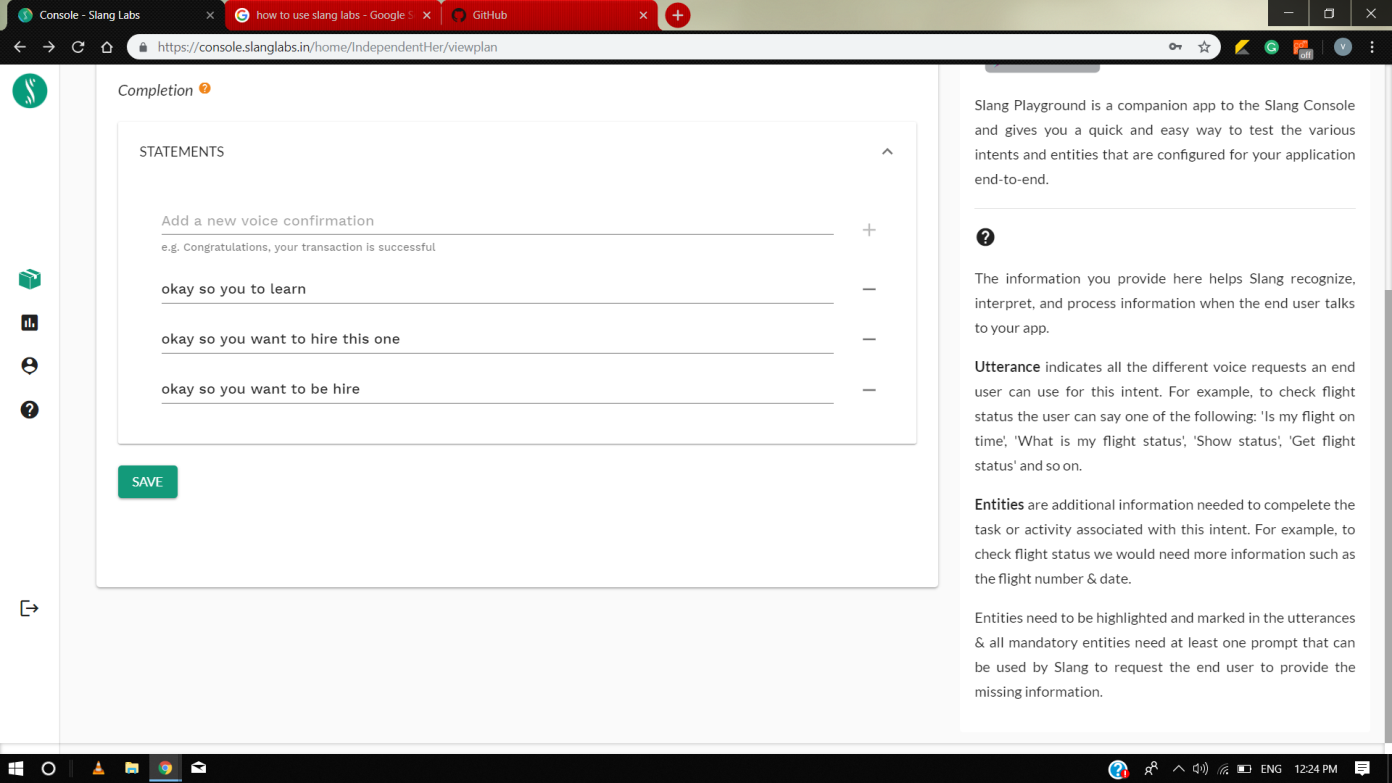 Console - Slang Labs
how to use slang labs - Google S
GitHub
https://console.slanglabs.in/home/IndependentHer/viewplan
off
V
Completion ?
STATEMENTS
Add a new voice confirmation
e.g. Congratulations, your transaction is successful
okay so you to learn
okay so you want to hire this one
okay so you want to be hire
SAVE
Slang Playground is a companion app to the Slang Console
and gives you a quick and easy way to test the various
intents and entities that are configured for your application
end-to-end.
?
The information you provide here helps Slang recognize,
interpret, and process information when the end user talks
to your app.
Utterance indicates all the different voice requests an end
user can use for this intent. For example, to check flight
status the user can say one of the following: 'Is my flight on
time', 'What is my flight status', 'Show status', 'Get flight
status' and so on.
Entities are additional information needed to compelete the
task or activity associated with this intent. For example, to
check flight status we would need more information such as
the flight number & date.
Entities need to be highlighted and marked in the utterances
& all mandatory entities need at least one prompt that can
be used by Slang to request the end user to provide the
missing information.
ENG
12:24 PM